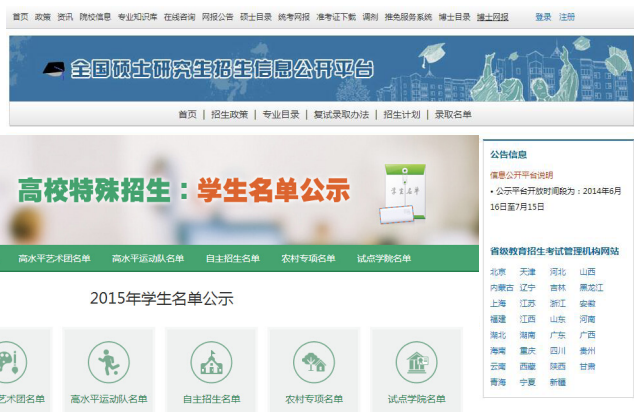 首页 政策 资讯 院校信息 专业知识库 在线咨询 网报公告 硕士目录 统考网报 准考证下载 调剂 推免服务系统 博士目录 博士网报 登录 注册
全国硕士研究生招生信息公开平台
首页 | 招生政策 | 专业目录 | 复试录取办法 | 招生计划 | 录取名单
高校特殊招生：学生名单公示
学生名单
高水平艺术团名单 高水平运动队名单 自主招生名单 农村专项名单 试点学院名单
2015年学生名单公示
艺术团名单 高水平运动队名单 自主招生名单 农村专项名单 试点学院名单
公告信息
信息公开平台说明
• 公示平台开放时间段为：2014年6月
16日至7月15日
省级教育招生考试管理机构网站
北京 天津 河北 山西
内蒙古 辽宁 吉林 黑龙江
上海 江苏 浙江 安徽
福建 江西 山东 河南
湖北 湖南 广东 广西
海南 重庆 四川 贵州
云南 西藏 陕西 甘肃
青海 宁夏 新疆